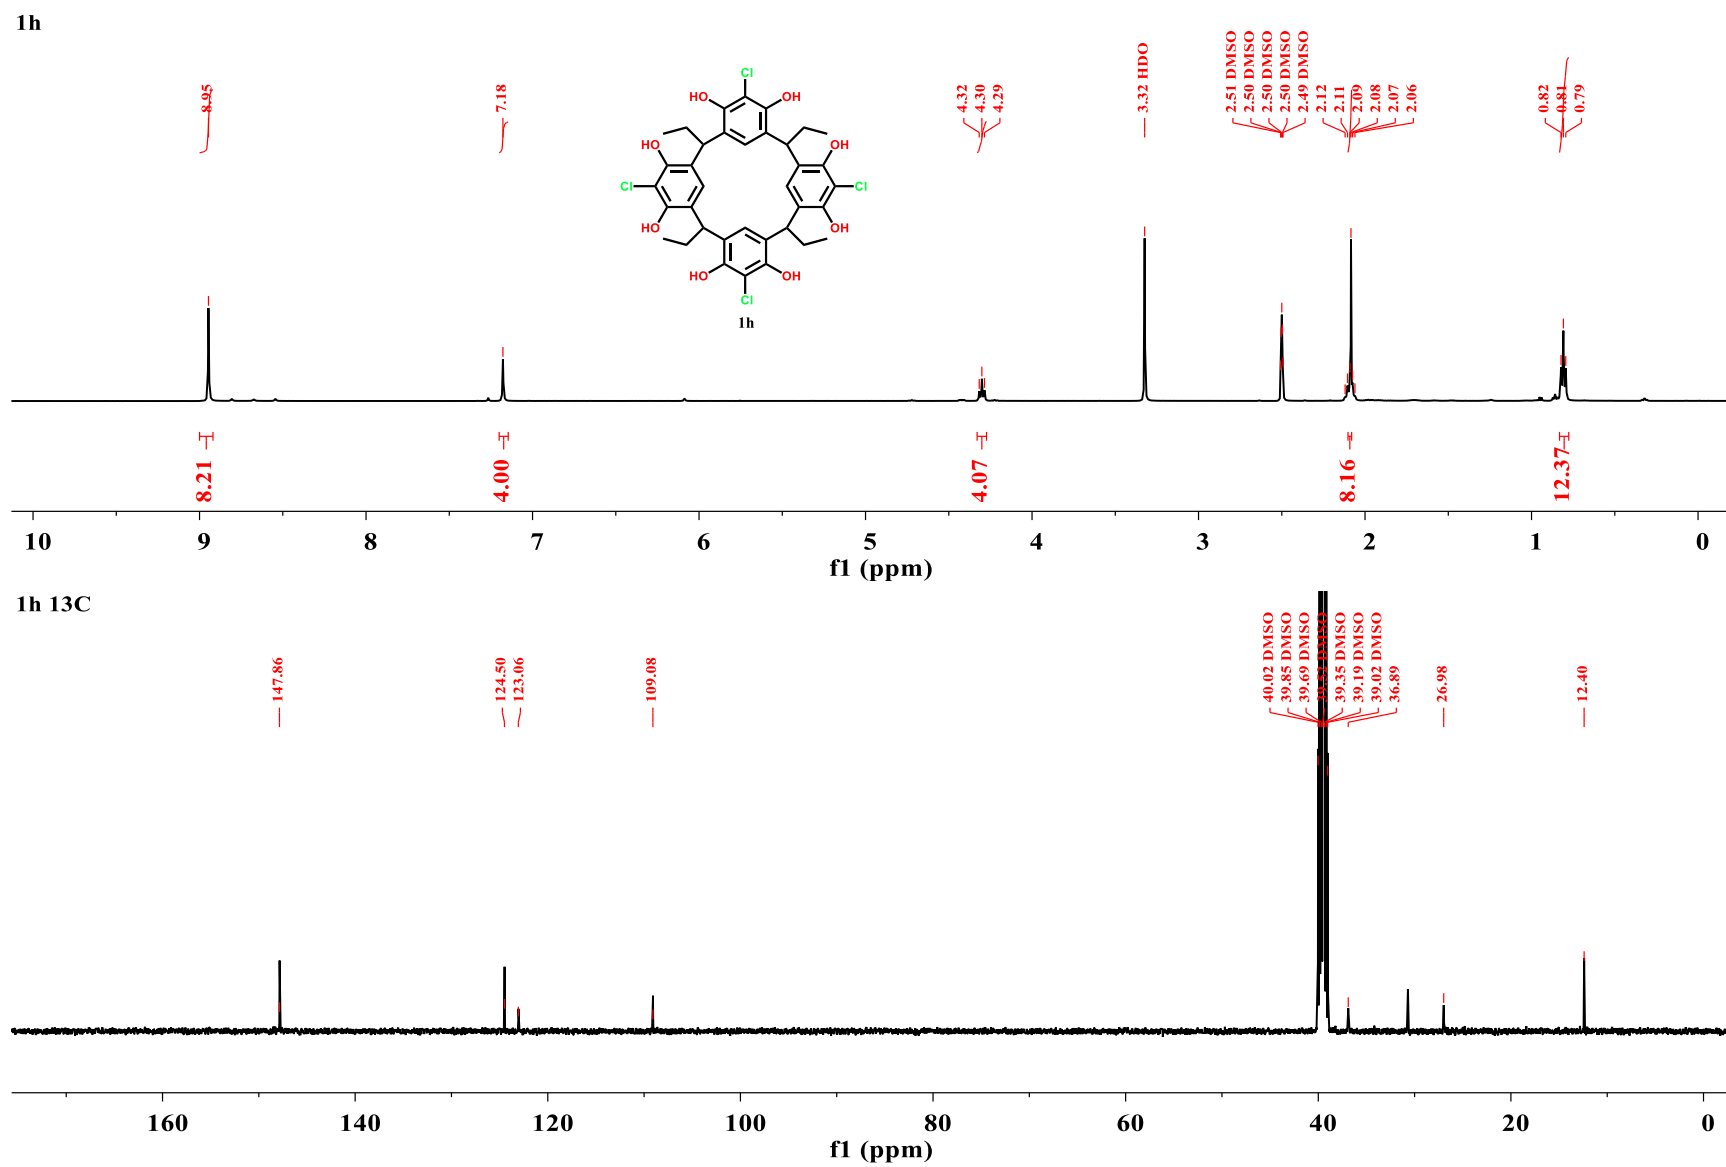 1h
8.95
7.18
4.32
4.30
4.29
3.32 HDO
2.51 DMSO
2.50 DMSO
2.50 DMSO
2.50 DMSO
2.49 DMSO
2.12
2.11
2.09
2.08
2.07
2.06
0.82
0.81
0.79
Cl
HO OH
HO OH
Cl Cl
HO OH
HO OH
Cl
1h
8.21
4.00
4.07
8.16
12.37
10 9 8 7 6 5 4 3 2 1 0
f1 (ppm)
1h 13C
147.86
124.50
123.06
109.08
40.02 DMSO
39.85 DMSO
39.69 DMSO
DMSO
39.35 DMSO
39.19 DMSO
39.02 DMSO
36.89
26.98
12.40
160 140 120 100 80 60 40 20 0
f1 (ppm)